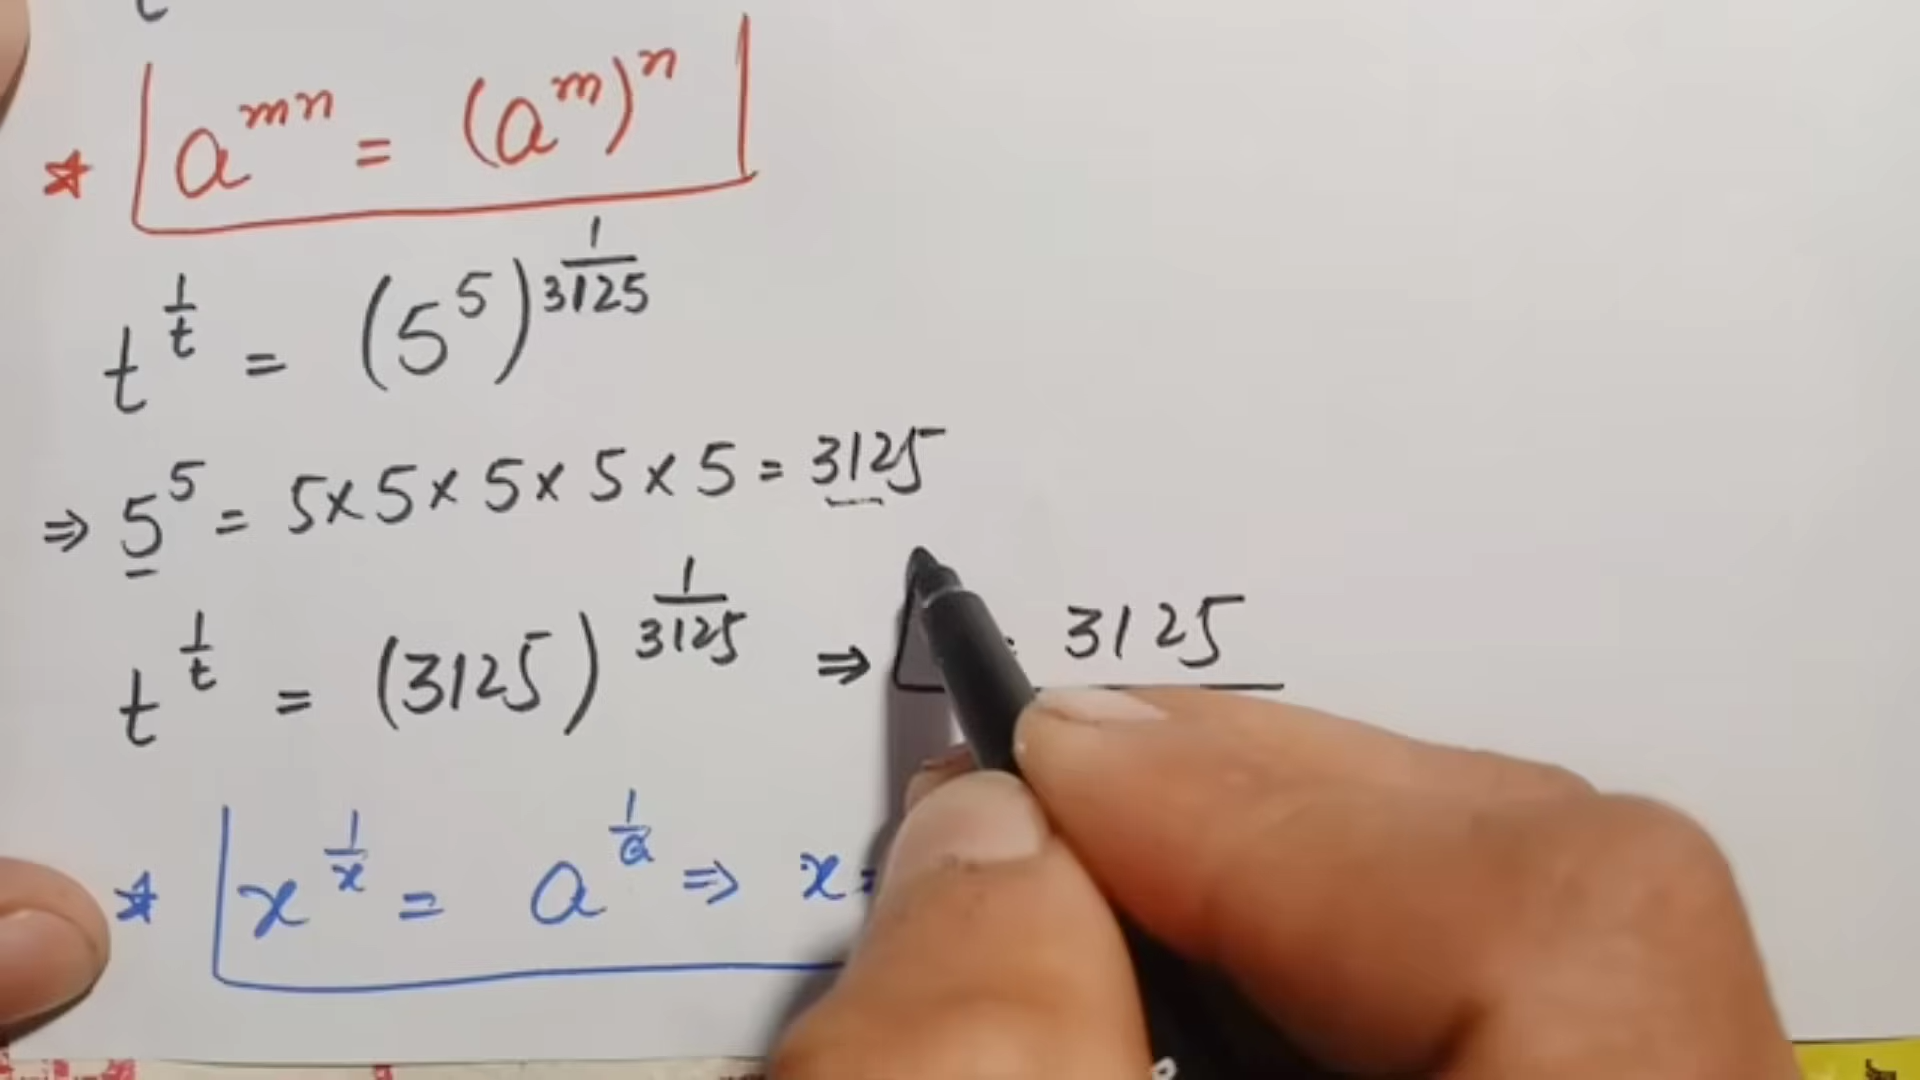 * a^{mn} = (a^m)^n
t^{1/t} = (5^5)^{1/3125}
⇒ 5^5 = 5×5×5×5×5 = 3125
t^{1/t} = (3125)^{1/3125} ⇒ = 3125
* x^{1/x} = a^{1/a} ⇒ x =